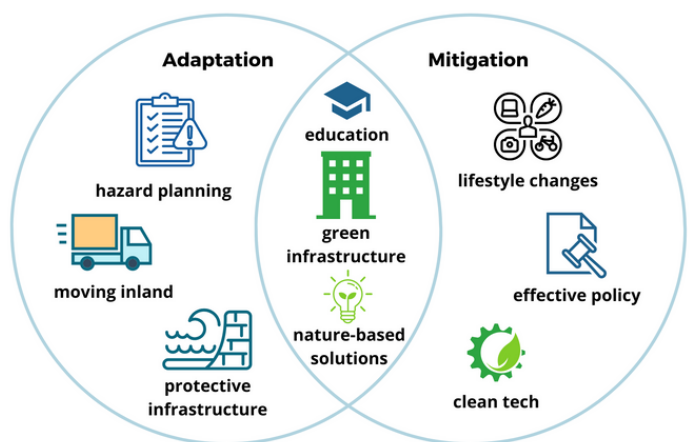 Adaptation
hazard planning
moving inland
protective
infrastructure
education
green
infrastructure
nature-based
solutions
Mitigation
lifestyle changes
effective policy
clean tech